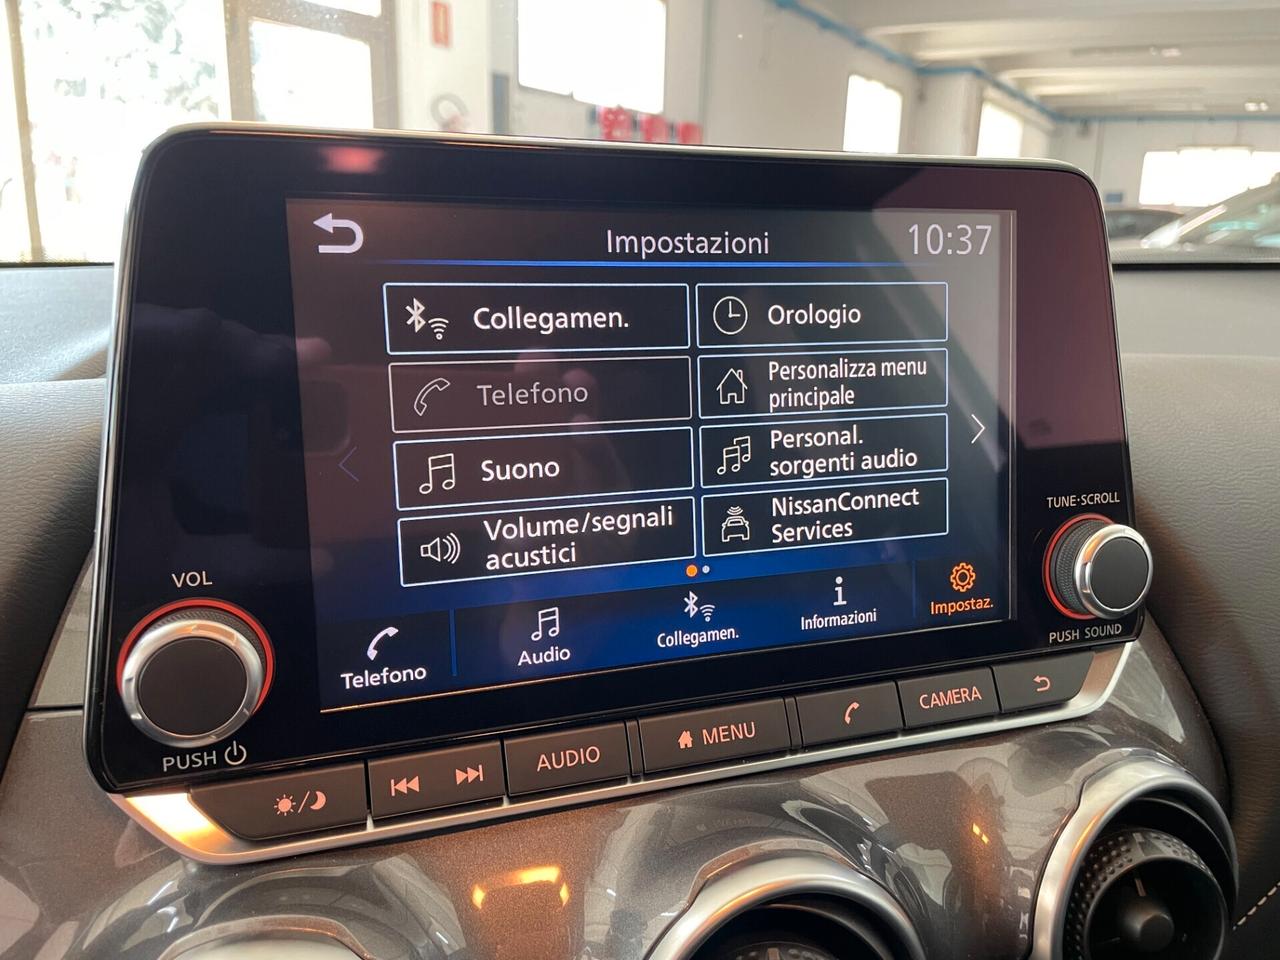 Impostazioni
10:37
Collegamen.
Orologio
Telefono
Personalizza menu
principale
Suono
Personal.
sorgenti audio
Volume/segnali
acustici
NissanConnect
Services
Telefono
Audio
Collegamen.
Informazioni
Impostaz.
VOL
PUSH
TUNE·SCROLL
PUSH SOUND
AUDIO
MENU
CAMERA